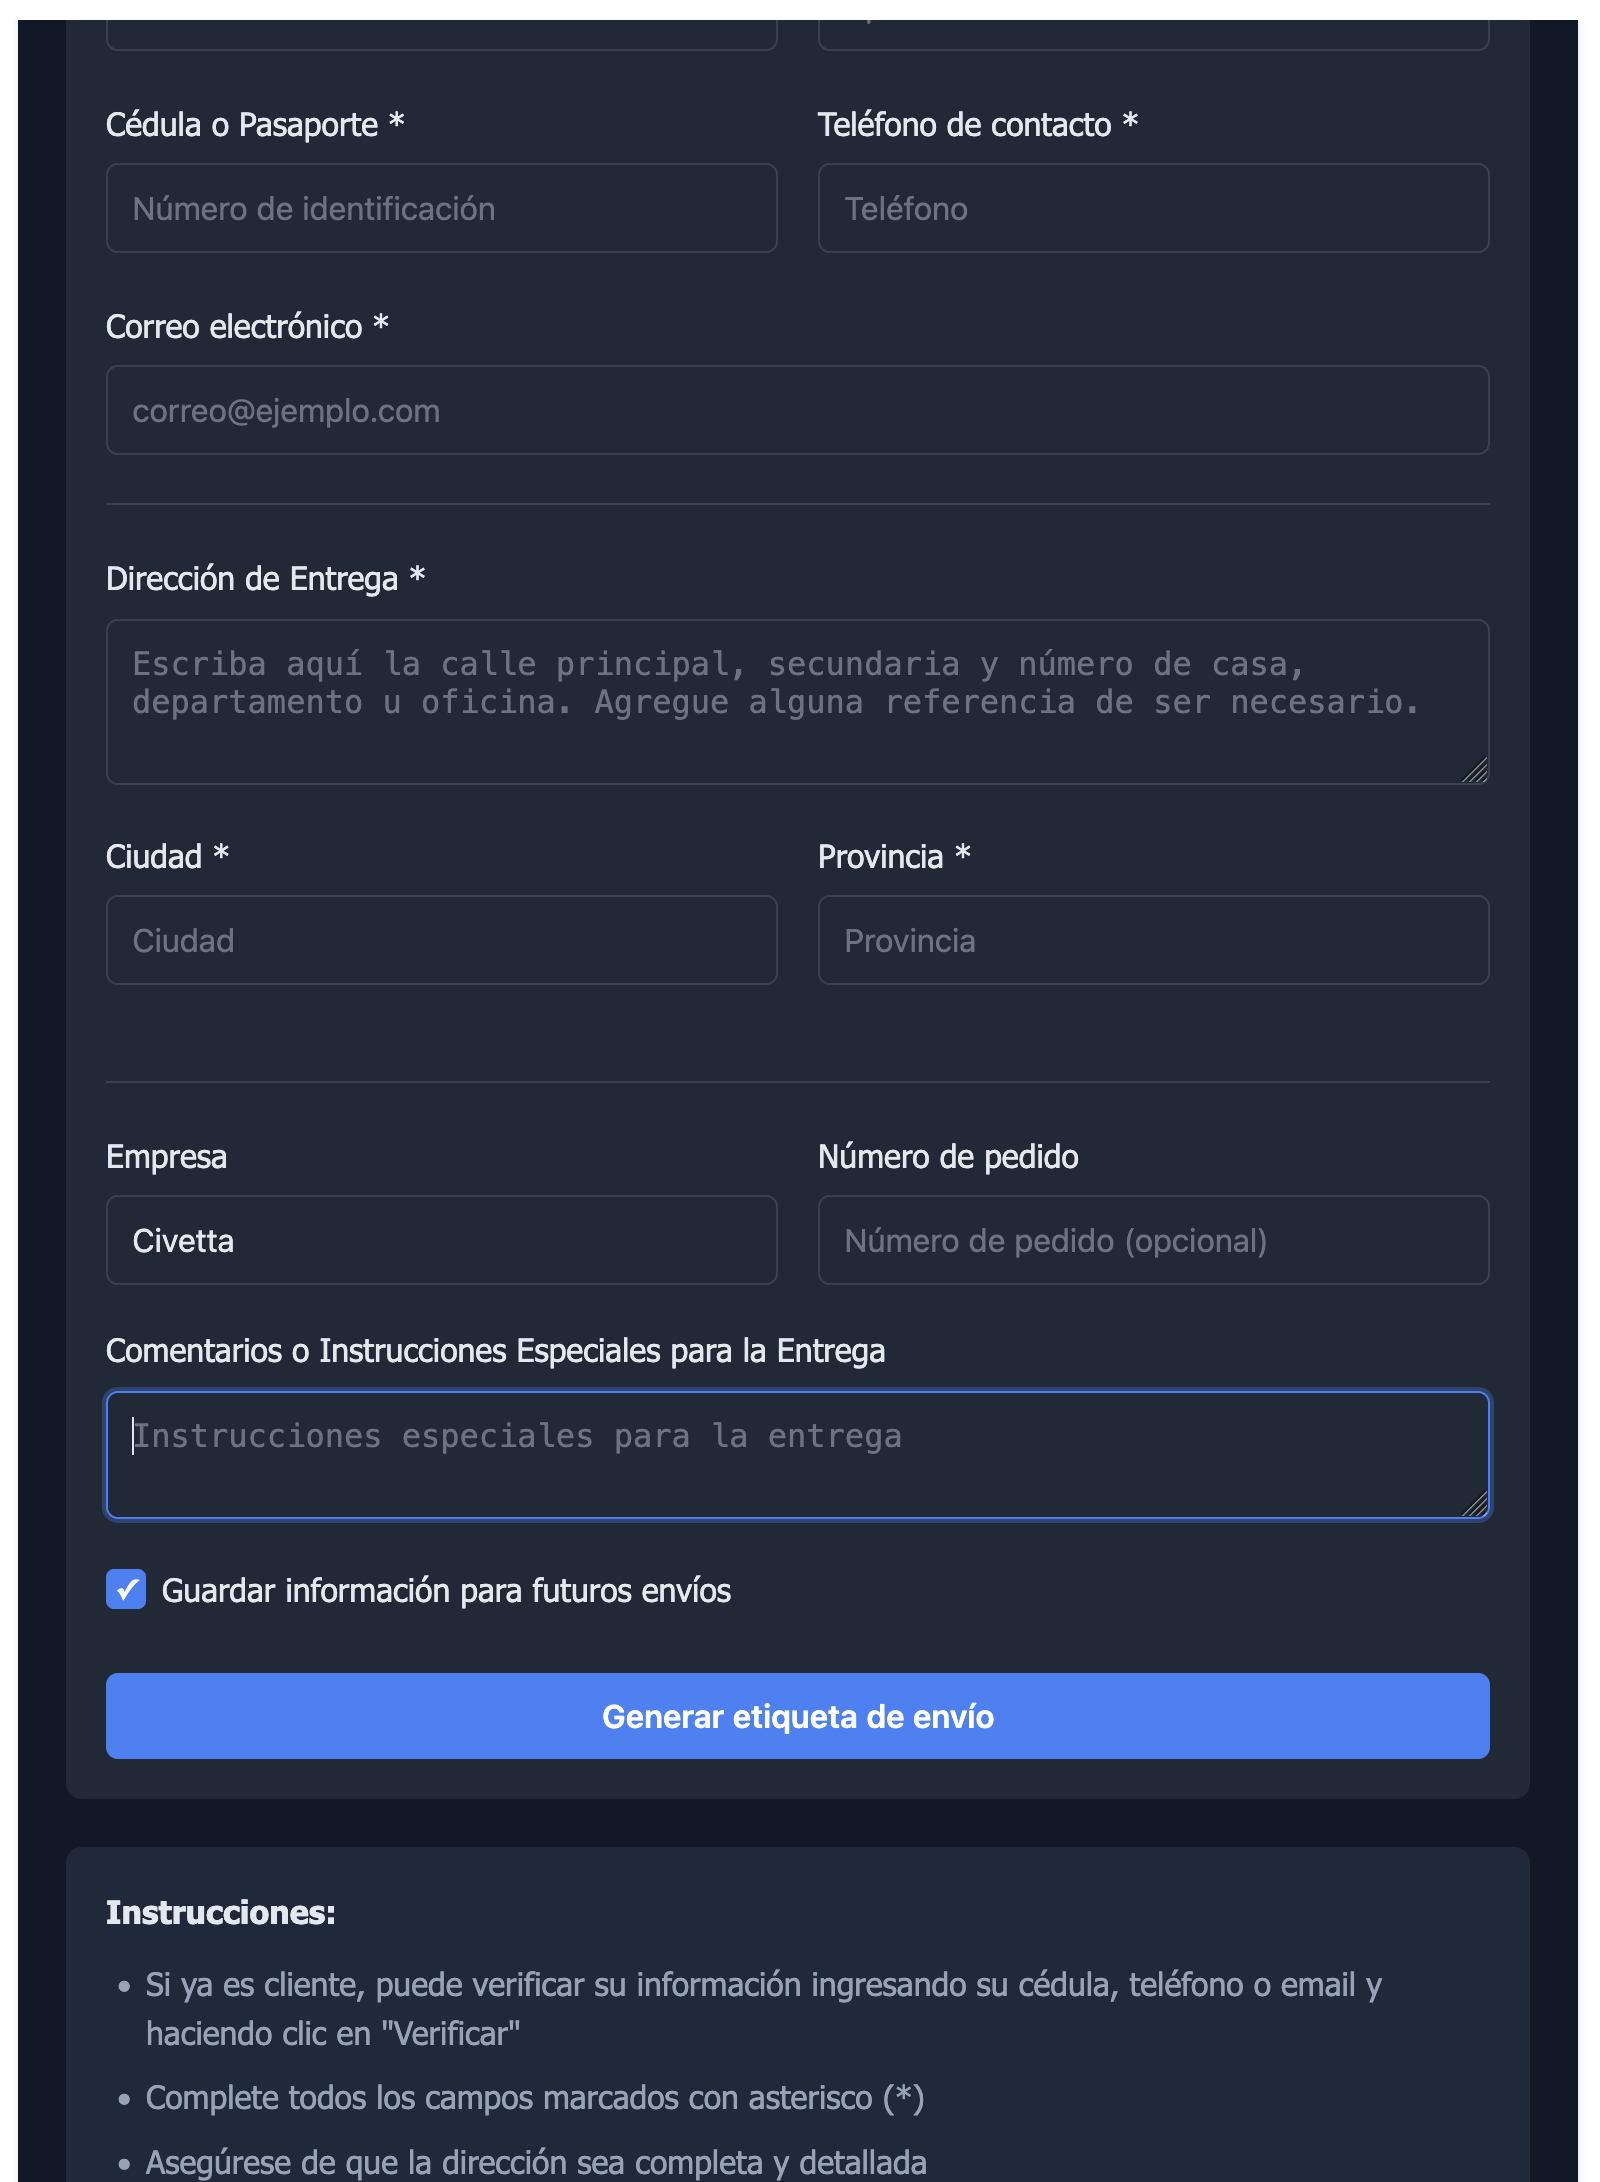 Cédula o Pasaporte *
Teléfono de contacto *
Número de identificación
Teléfono
Correo electrónico *
correo@ejemplo.com
Dirección de Entrega *
Escriba aquí la calle principal, secundaria y número de casa,
departamento u oficina. Agregue alguna referencia de ser necesario.
Ciudad *
Provincia *
Ciudad
Provincia
Empresa
Número de pedido
Civetta
Número de pedido (opcional)
Comentarios o Instrucciones Especiales para la Entrega
Instrucciones especiales para la entrega
Guardar información para futuros envíos
Generar etiqueta de envío
Instrucciones:
• Si ya es cliente, puede verificar su información ingresando su cédula, teléfono o email y
haciendo clic en "Verificar"
• Complete todos los campos marcados con asterisco (*)
• Asegúrese de que la dirección sea completa y detallada